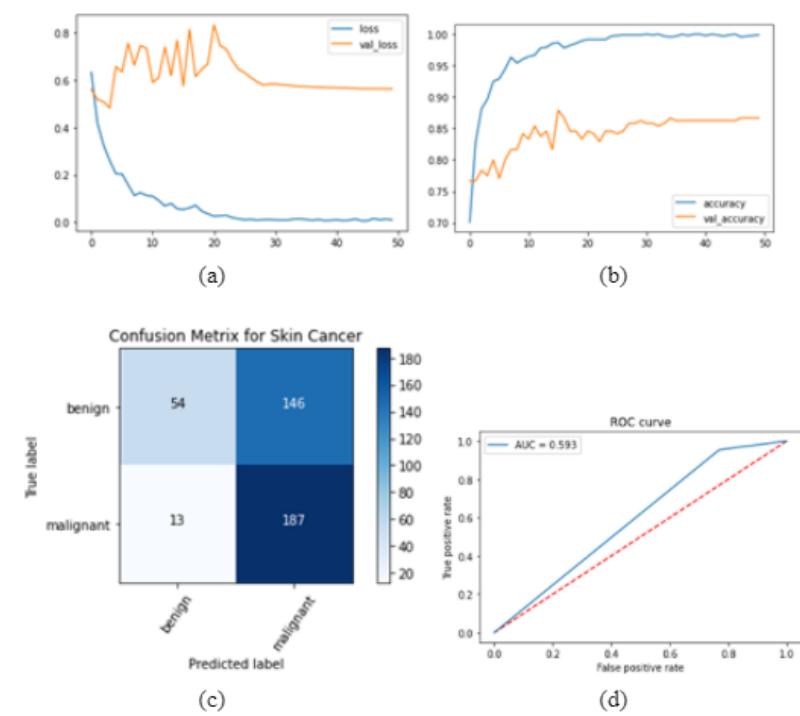 loss
val_loss
0.8
0.6
0.4
0.2
0.0
0 10 20 30 40 50
(a)
1.00
0.95
0.90
0.85
0.80
0.75
0.70
accuracy
val_accuracy
0 10 20 30 40 50
(b)
Confusion Metrix for Skin Cancer
True label
benign
malignant
54 146
13 187
180
160
140
120
100
80
60
40
20
benign
malignant
Predicted label
(c)
ROC curve
AUC = 0.593
True positive rate
1.0
0.8
0.6
0.4
0.2
0.0
0.0 0.2 0.4 0.6 0.8 1.0
False positive rate
(d)